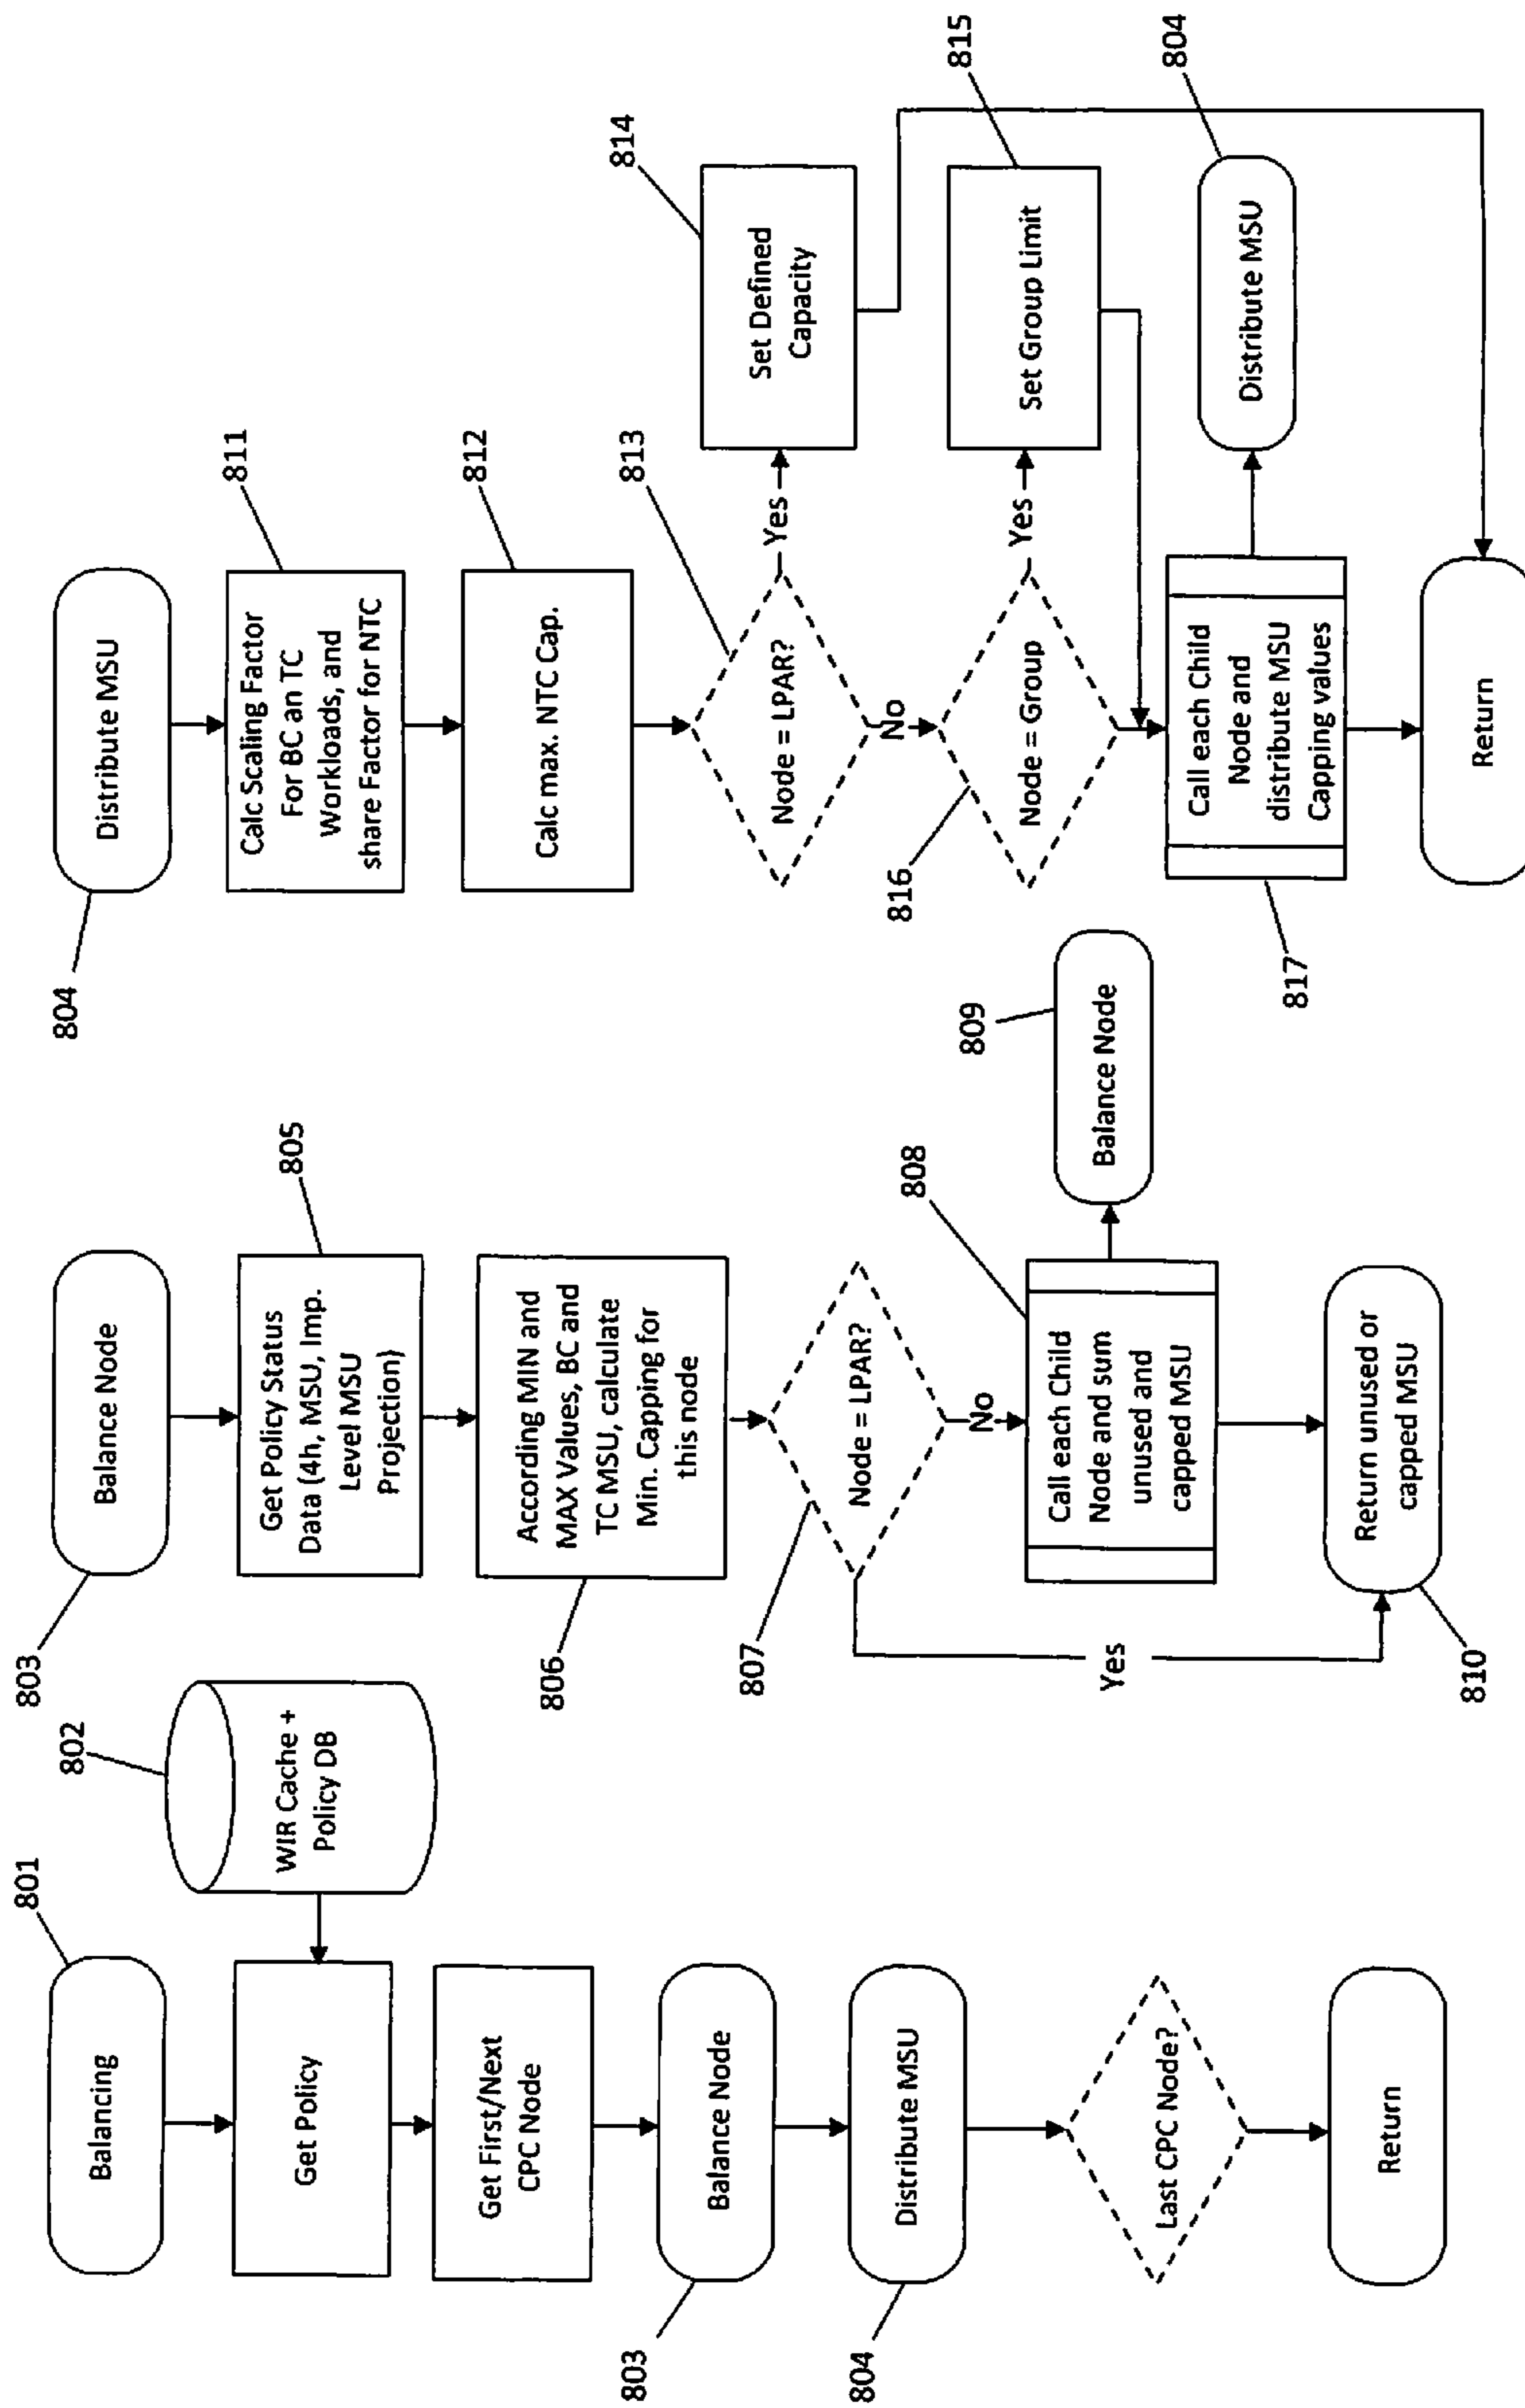 801
Balancing
802
WIR Cache +
Policy DB
Get Policy
Get First/Next
CPC Node
803
Balance Node
804
Distribute MSU
Last CPC Node?
Return
803
Balance Node
805
Get Policy Status
Data (4h, MSU, Imp.
Level MSU
Projection)
806
According MIN and
MAX Values, BC and
TC MSU, calculate
Min. Capping for
this node
807
Node = LPAR?
Yes
No
808
Call each Child
Node and sum
unused and
capped MSU
809
Balance Node
810
Return unused or
capped MSU
804
Distribute MSU
811
Calc Scaling Factor
For BC an TC
Workloads, and
share Factor for NTC
812
Calc max. NTC Cap.
813
Node = LPAR?
Yes
No
814
Set Defined
Capacity
816
Node = Group
Yes
815
Set Group Limit
817
Call each Child
Node and
distribute MSU
Capping values
804
Distribute MSU
Return